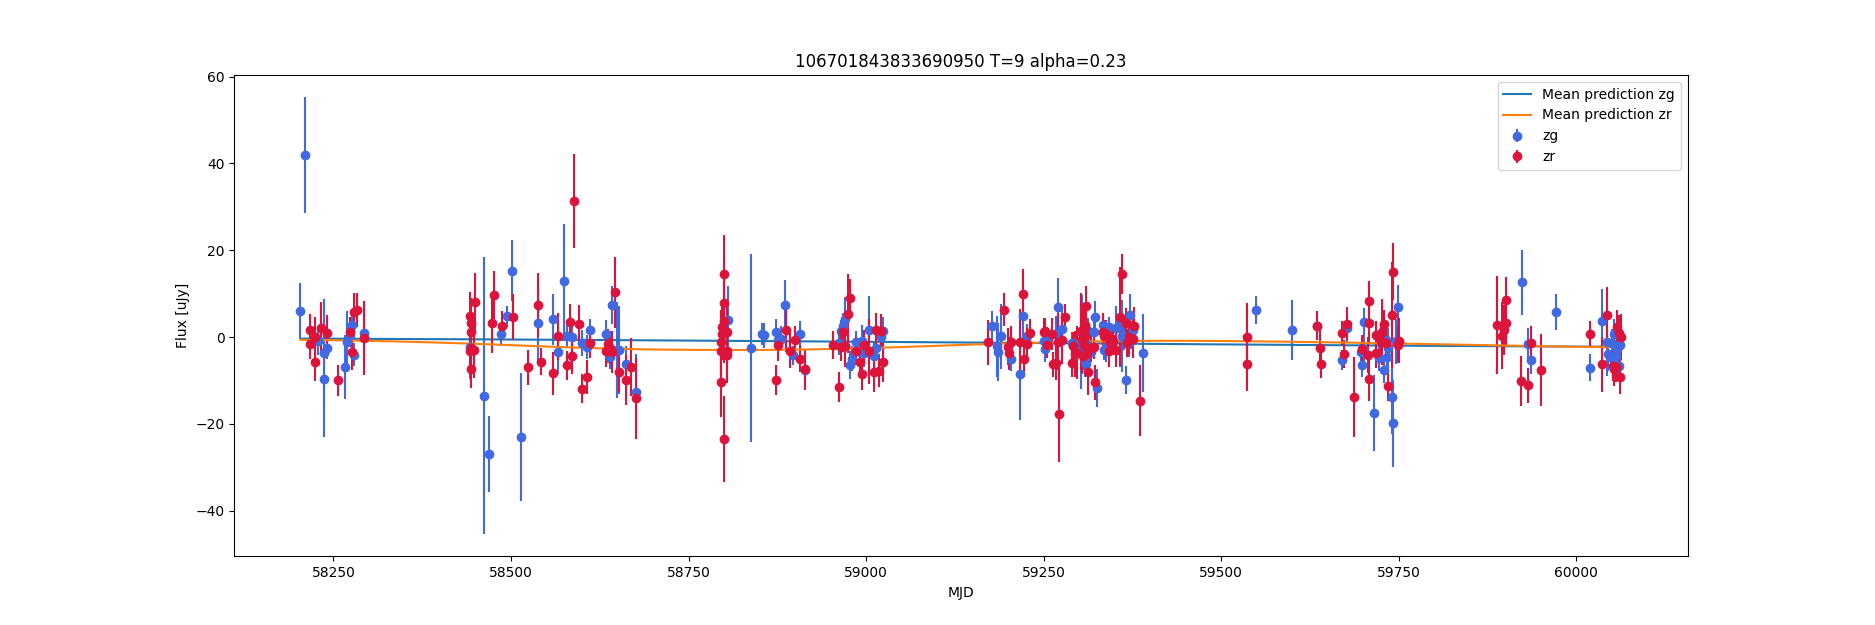 106701843833690950 T=9 alpha=0.23
60
40
20
0
−20
−40
Flux [uJy]
58250
58500
58750
59000
59250
59500
59750
60000
MJD
Mean prediction zg
Mean prediction zr
zg
zr